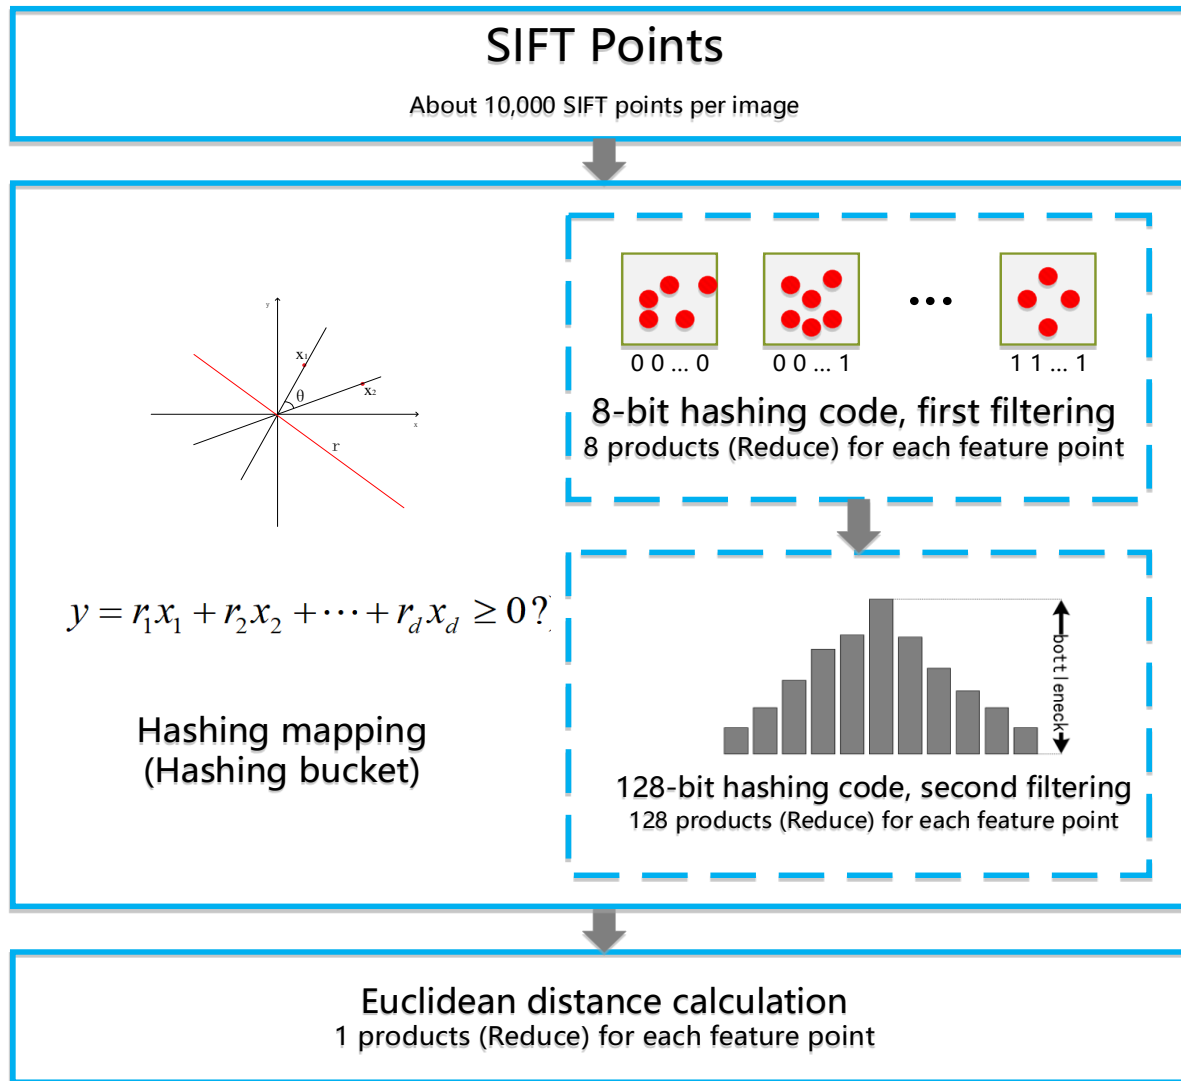 SIFT Points
About 10,000 SIFT points per image
y
x₁
θ
x₂
x
r
y = r₁x₁ + r₂x₂ + ⋯ + r_d x_d ≥ 0?
Hashing mapping
(Hashing bucket)
0 0 ... 0
0 0 ... 1
...
1 1 ... 1
8-bit hashing code, first filtering
8 products (Reduce) for each feature point
bottleneck
128-bit hashing code, second filtering
128 products (Reduce) for each feature point
Euclidean distance calculation
1 products (Reduce) for each feature point